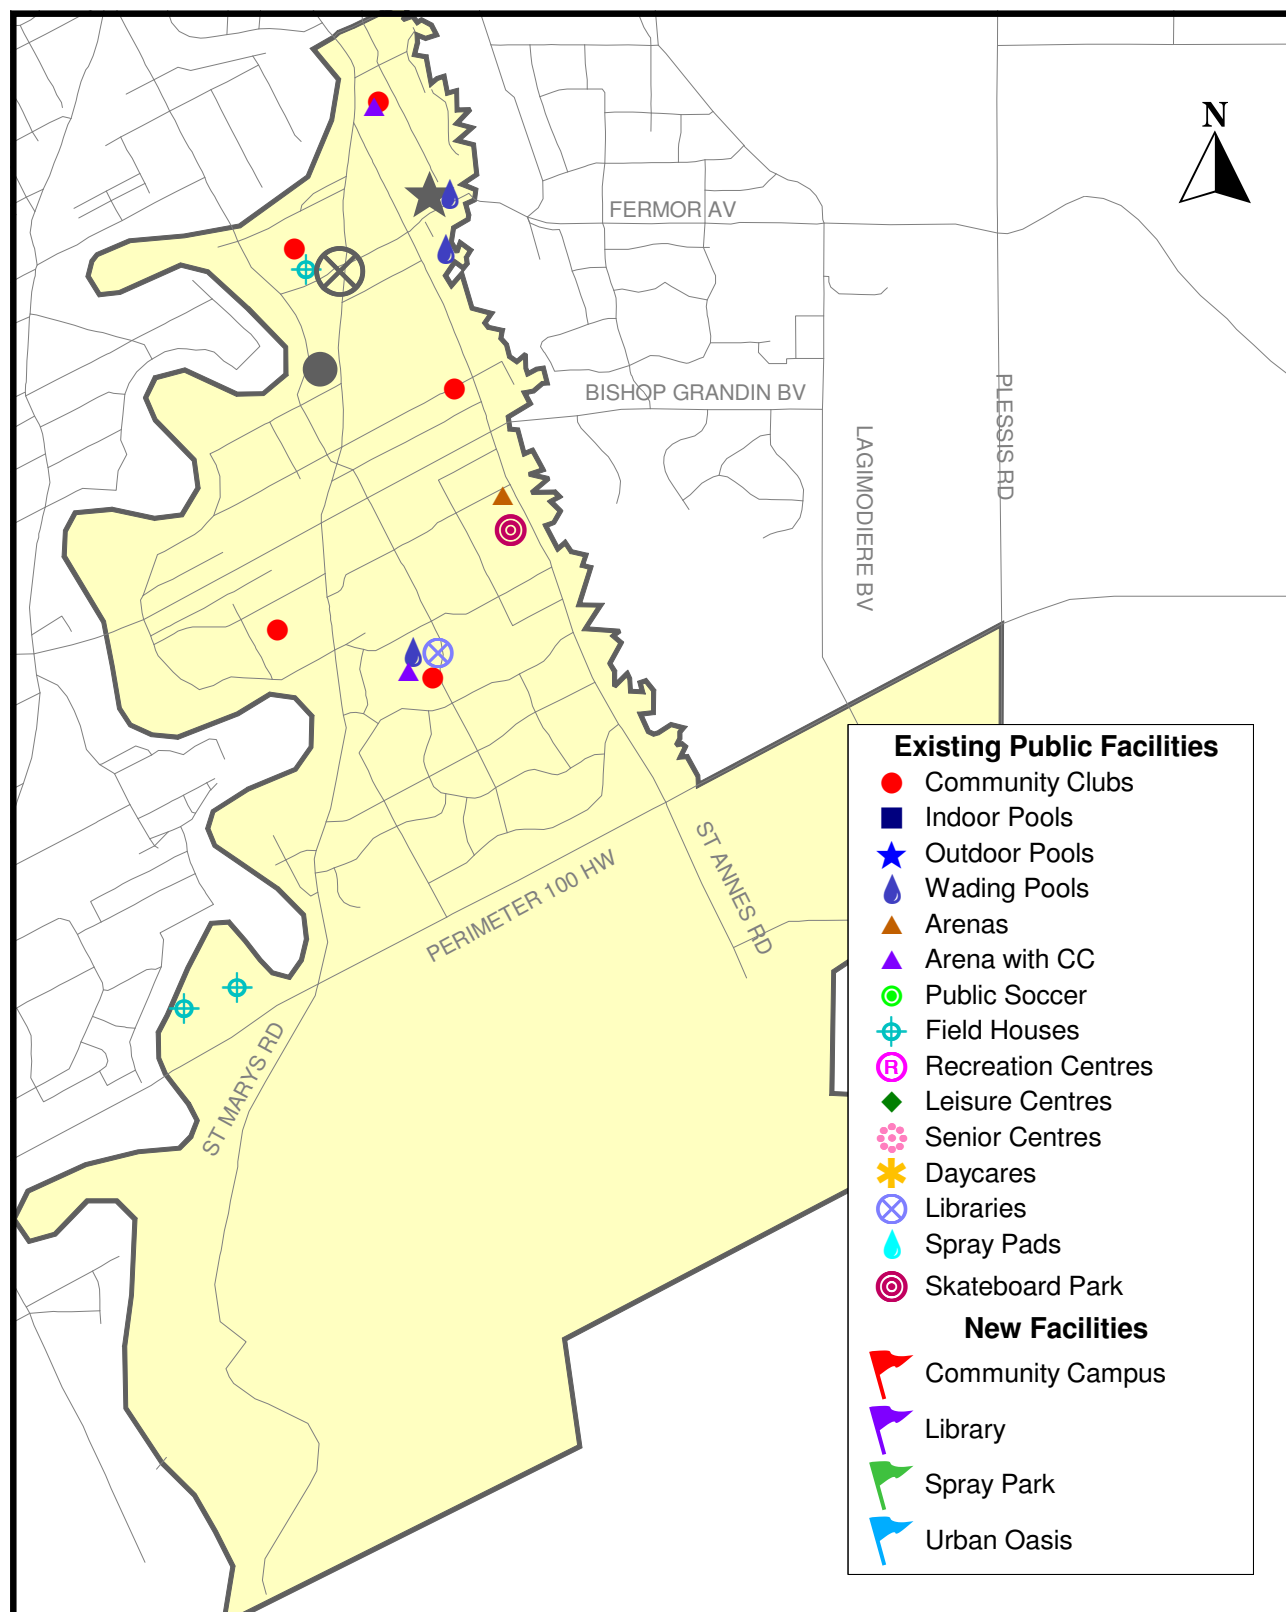 N
FERMOR AV
BISHOP GRANDIN BV
PLESSIS RD
LAGIMODIERE BV
ST ANNES RD
PERIMETER 100 HW
ST MARYS RD
Existing Public Facilities
Community Clubs
Indoor Pools
Outdoor Pools
Wading Pools
Arenas
Arena with CC
Public Soccer
Field Houses
R Recreation Centres
Leisure Centres
Senior Centres
Daycares
Libraries
Spray Pads
Skateboard Park
New Facilities
Community Campus
Library
Spray Park
Urban Oasis